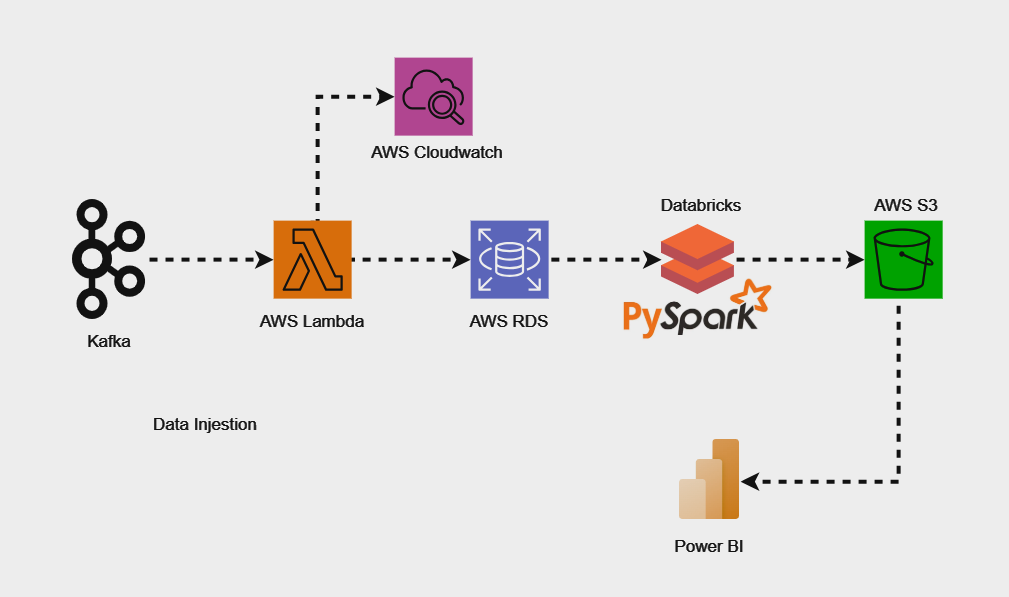 AWS Cloudwatch
Databricks
AWS S3
Kafka
AWS Lambda
AWS RDS
PySpark
Data Injestion
Power BI